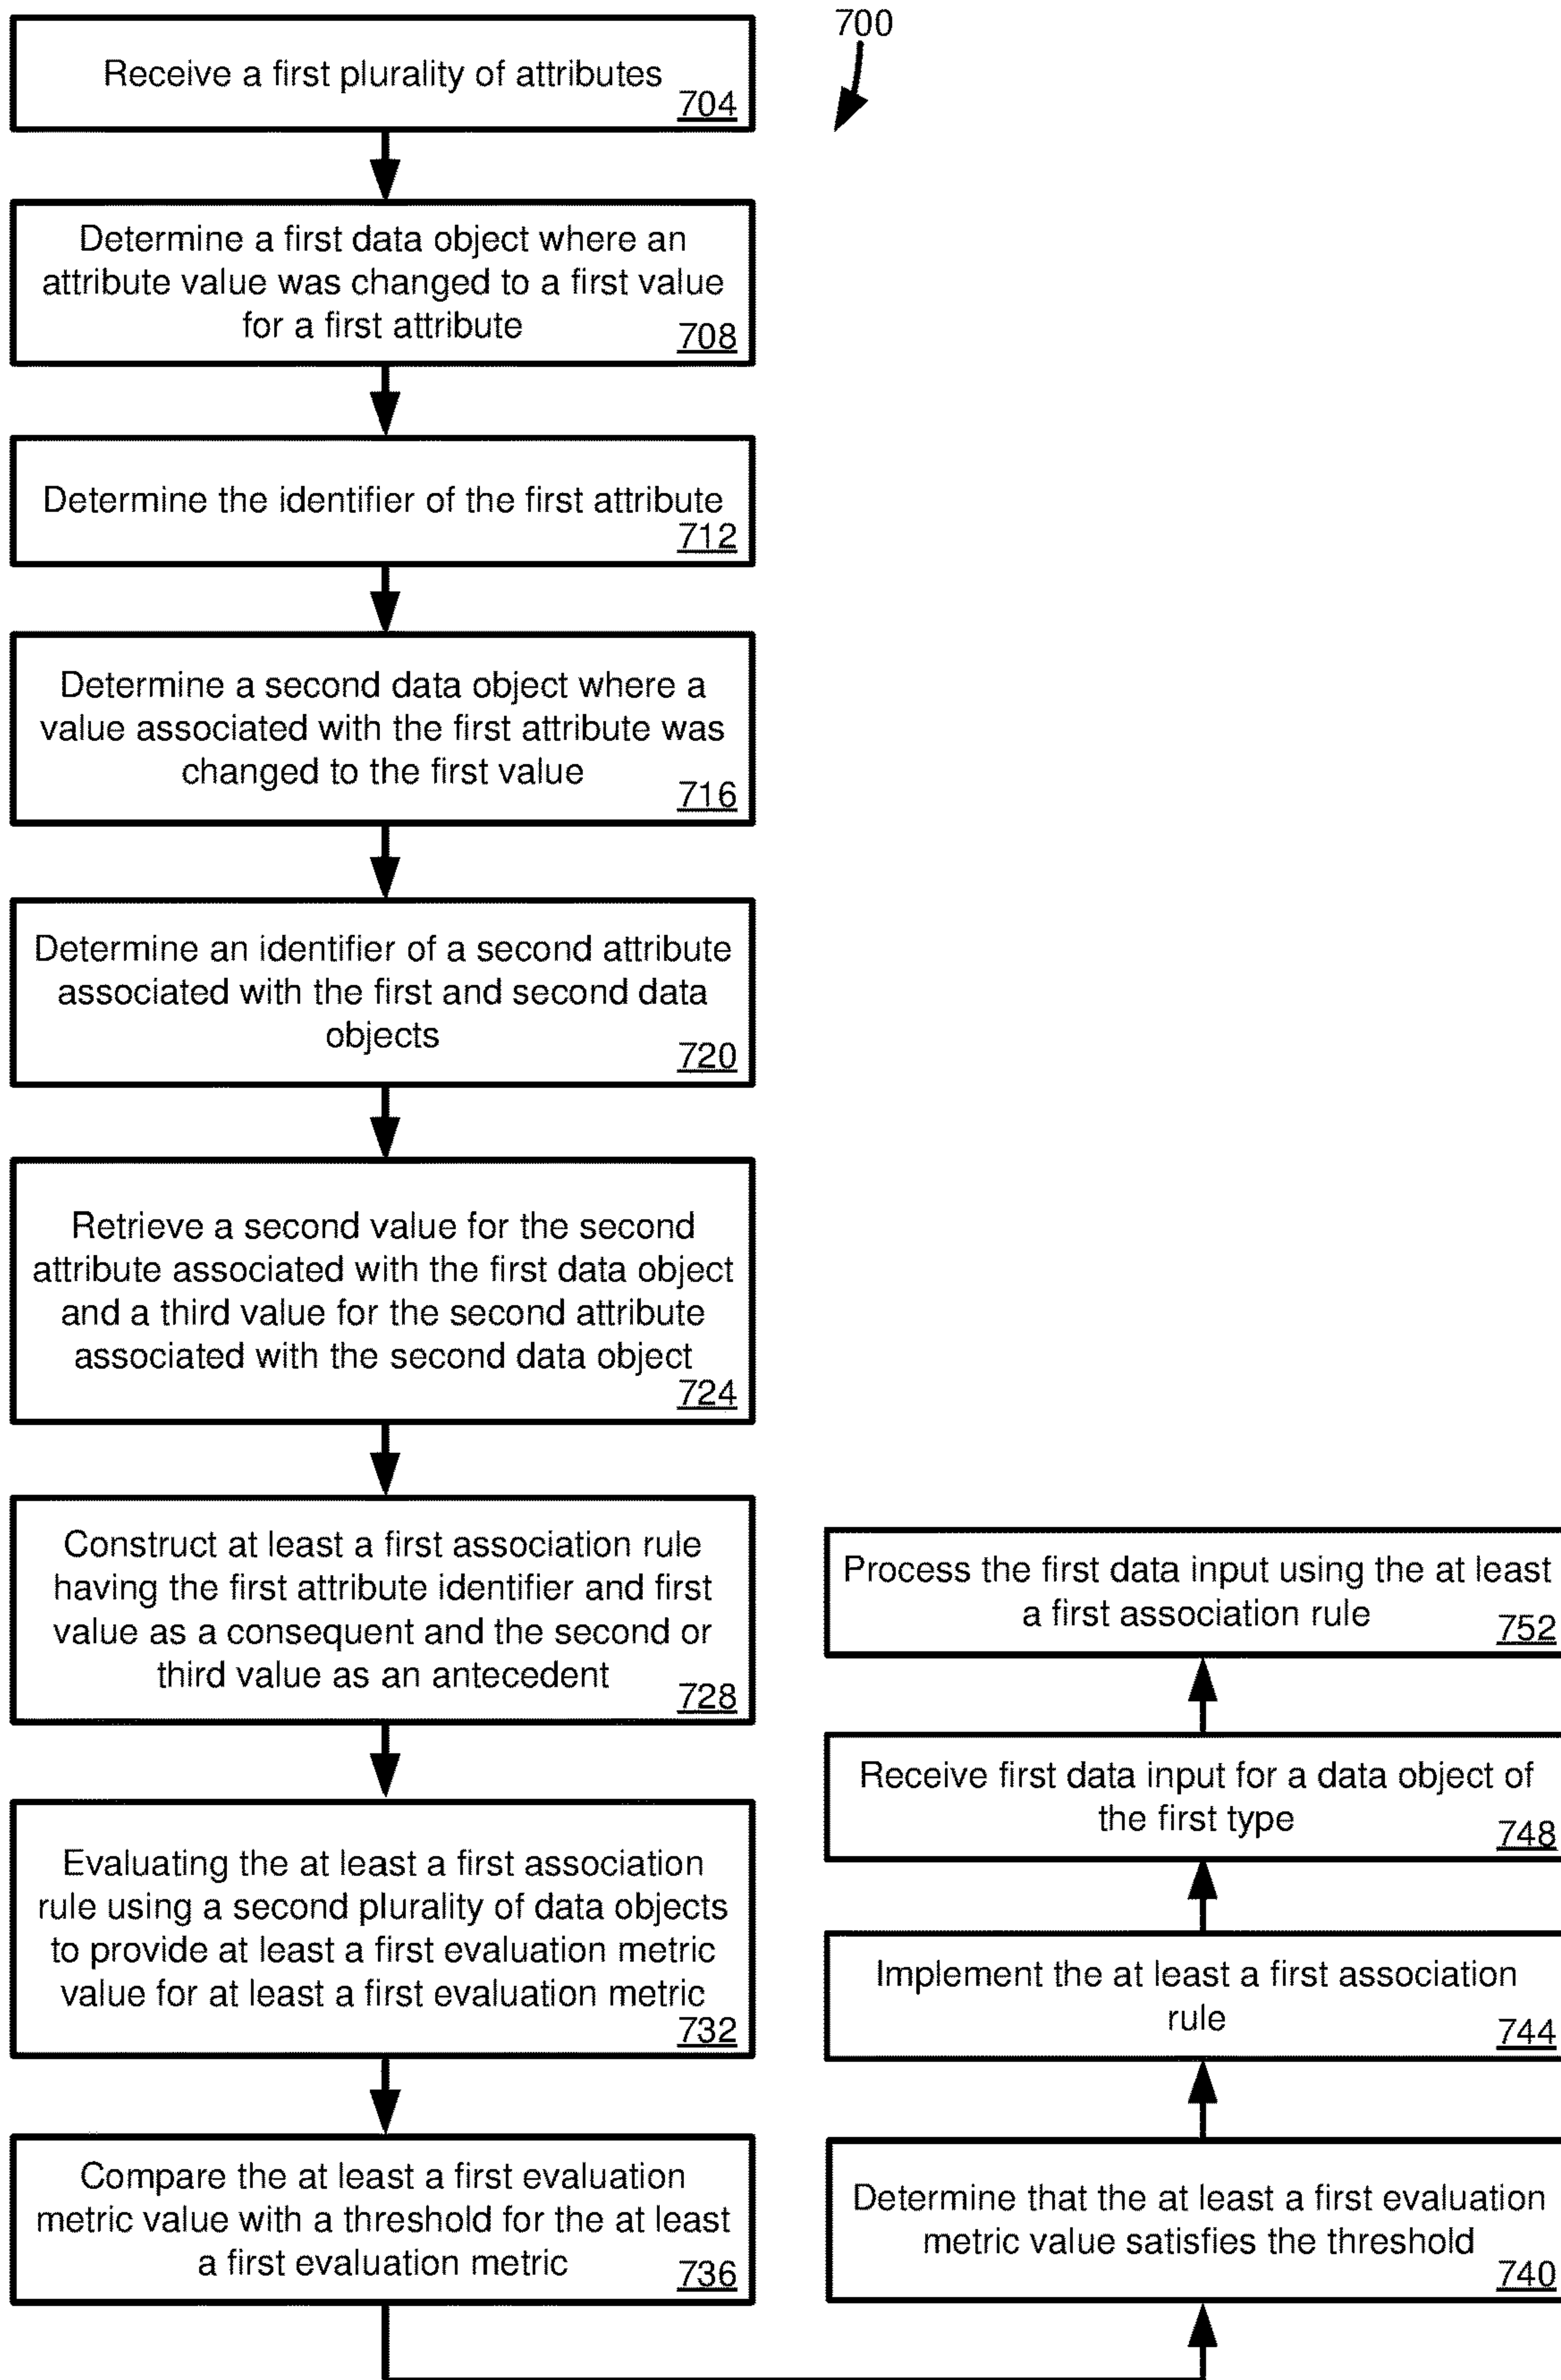 700
Receive a first plurality of attributes
704
Determine a first data object where an
attribute value was changed to a first value
for a first attribute
708
Determine the identifier of the first attribute
712
Determine a second data object where a
value associated with the first attribute was
changed to the first value
716
Determine an identifier of a second attribute
associated with the first and second data
objects
720
Retrieve a second value for the second
attribute associated with the first data object
and a third value for the second attribute
associated with the second data object
724
Construct at least a first association rule
having the first attribute identifier and first
value as a consequent and the second or
third value as an antecedent
728
Evaluating the at least a first association
rule using a second plurality of data objects
to provide at least a first evaluation metric
value for at least a first evaluation metric
732
Compare the at least a first evaluation
metric value with a threshold for the at least
a first evaluation metric
736
Determine that the at least a first evaluation
metric value satisfies the threshold
740
Implement the at least a first association
rule
744
Receive first data input for a data object of
the first type
748
Process the first data input using the at least
a first association rule
752